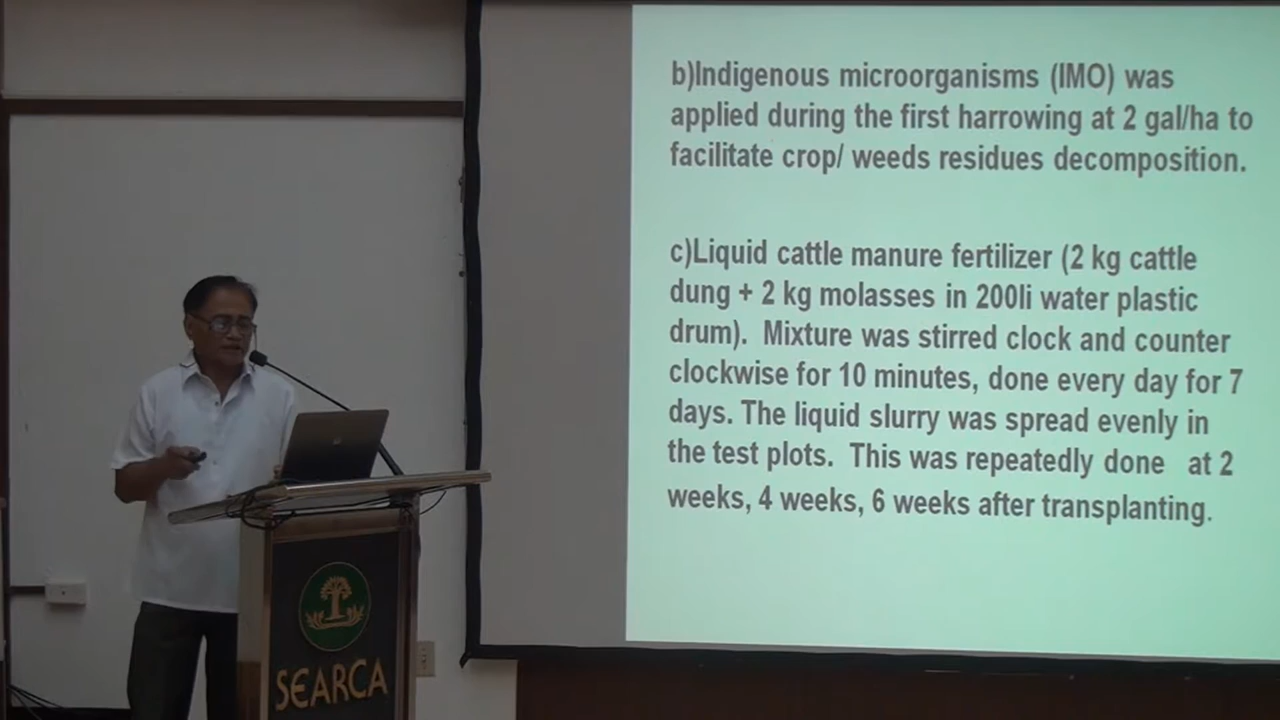 b)Indigenous microorganisms (IMO) was
applied during the first harrowing at 2 gal/ha to
facilitate crop/ weeds residues decomposition.
c)Liquid cattle manure fertilizer (2 kg cattle
dung + 2 kg molasses in 200li water plastic
drum). Mixture was stirred clock and counter
clockwise for 10 minutes, done every day for 7
days. The liquid slurry was spread evenly in
the test plots. This was repeatedly done at 2
weeks, 4 weeks, 6 weeks after transplanting.
SEARCA